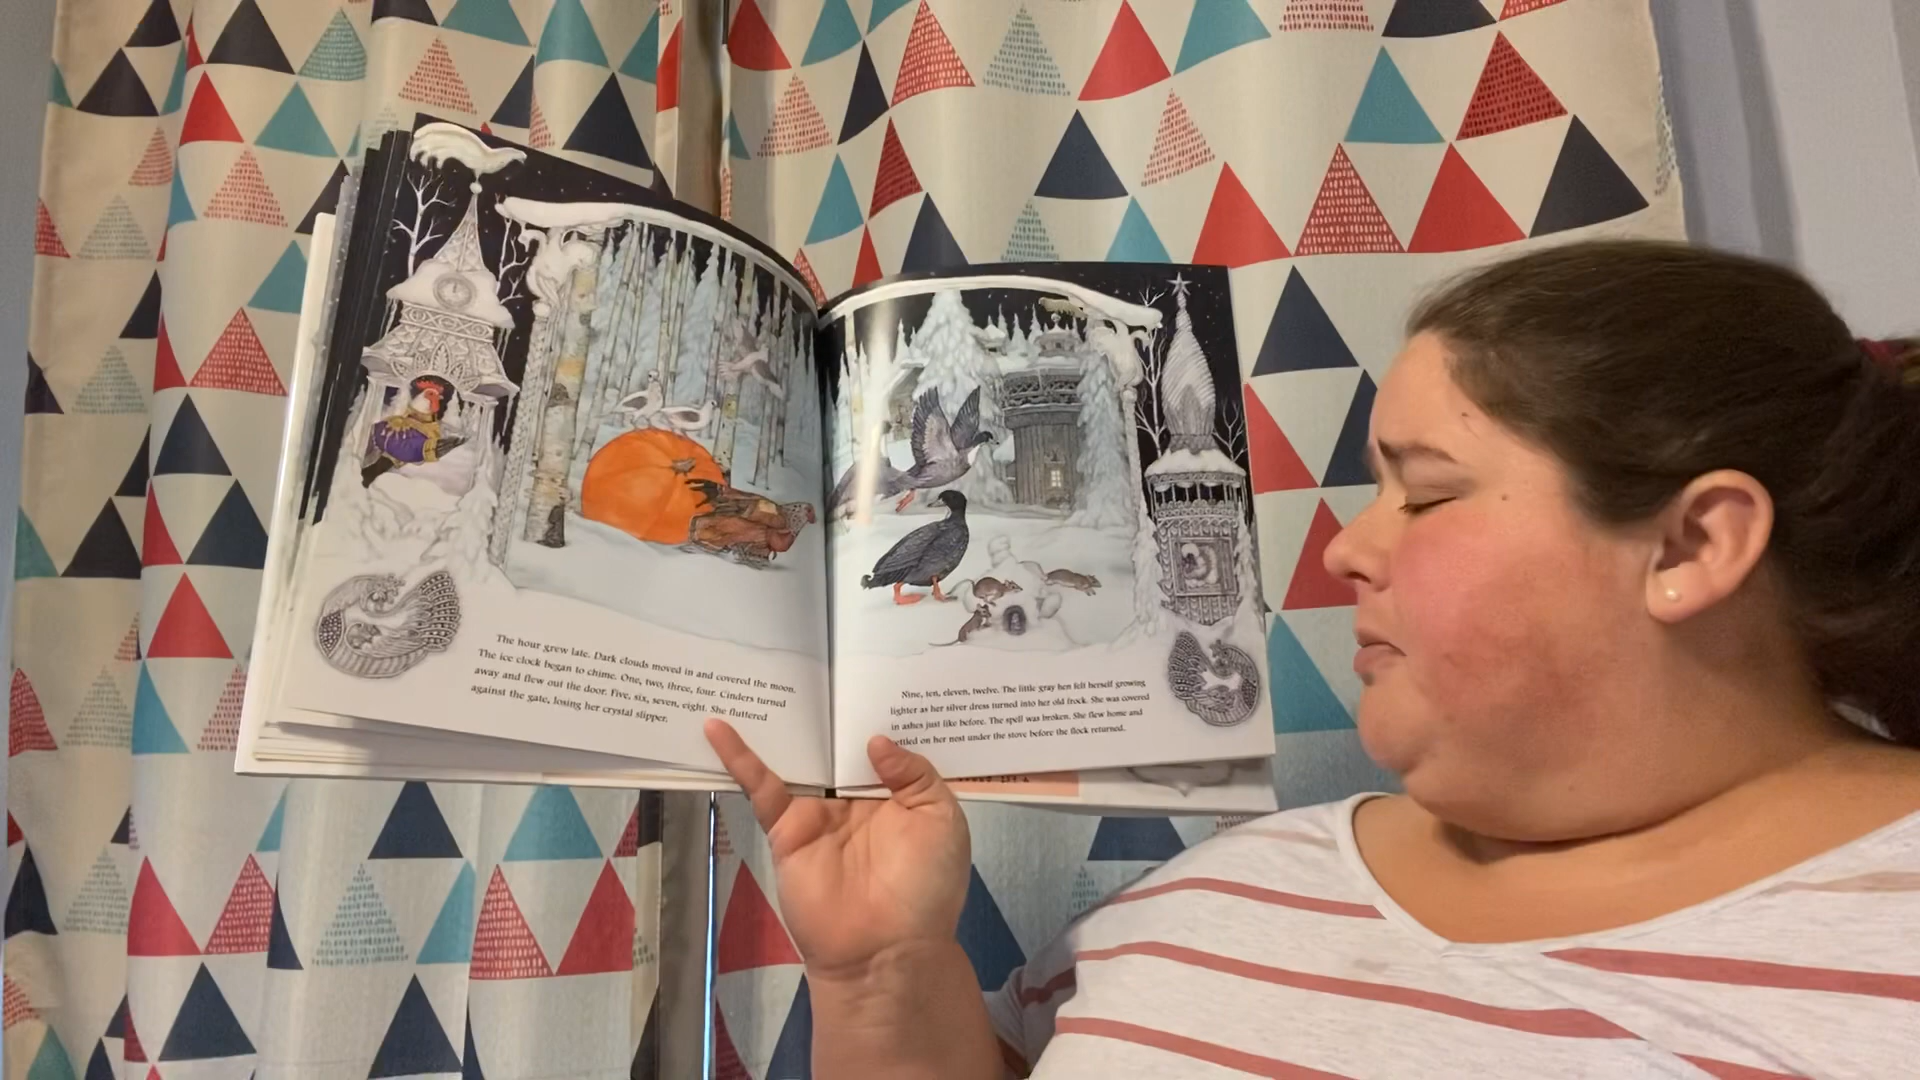 The hour grew late. Dark clouds moved in and covered the moon.
The ice clock began to chime. One, two, three, four. Cinders turned
away and flew out the door. Five, six, seven, eight. She fluttered
against the gate, losing her crystal slipper.
Nine, ten, eleven, twelve. The little gray hen felt herself growing
lighter as her silver dress turned into her old frock. She was covered
in ashes just like before. The spell was broken. She flew home and
settled on her nest under the stove before the flock returned.